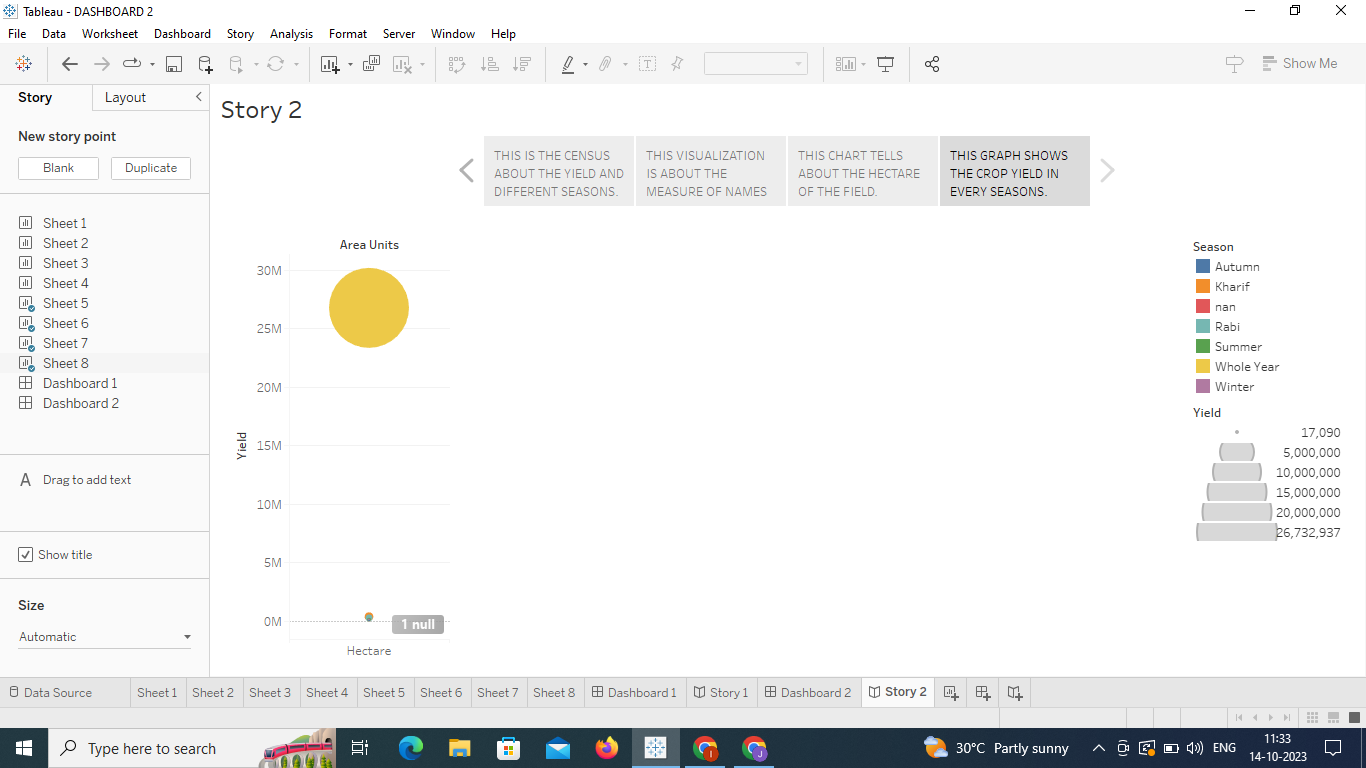 Tableau - DASHBOARD 2
File Data Worksheet Dashboard Story Analysis Format Server Window Help
Show Me
Story Layout
New story point
Blank Duplicate
Sheet 1
Sheet 2
Sheet 3
Sheet 4
Sheet 5
Sheet 6
Sheet 7
Sheet 8
Dashboard 1
Dashboard 2
A Drag to add text
Show title
Size
Automatic
Story 2
THIS IS THE CENSUS
ABOUT THE YIELD AND
DIFFERENT SEASONS.
THIS VISUALIZATION
IS ABOUT THE
MEASURE OF NAMES
THIS CHART TELLS
ABOUT THE HECTARE
OF THE FIELD.
THIS GRAPH SHOWS
THE CROP YIELD IN
EVERY SEASONS.
Area Units
30M
25M
20M
15M
10M
5M
0M
Yield
1 null
Hectare
Season
Autumn
Kharif
nan
Rabi
Summer
Whole Year
Winter
Yield
17,090
5,000,000
10,000,000
15,000,000
20,000,000
26,732,937
Data Source Sheet 1 Sheet 2 Sheet 3 Sheet 4 Sheet 5 Sheet 6 Sheet 7 Sheet 8 Dashboard 1 Story 1 Dashboard 2 Story 2
Type here to search
30°C Partly sunny
ENG
11:33
14-10-2023